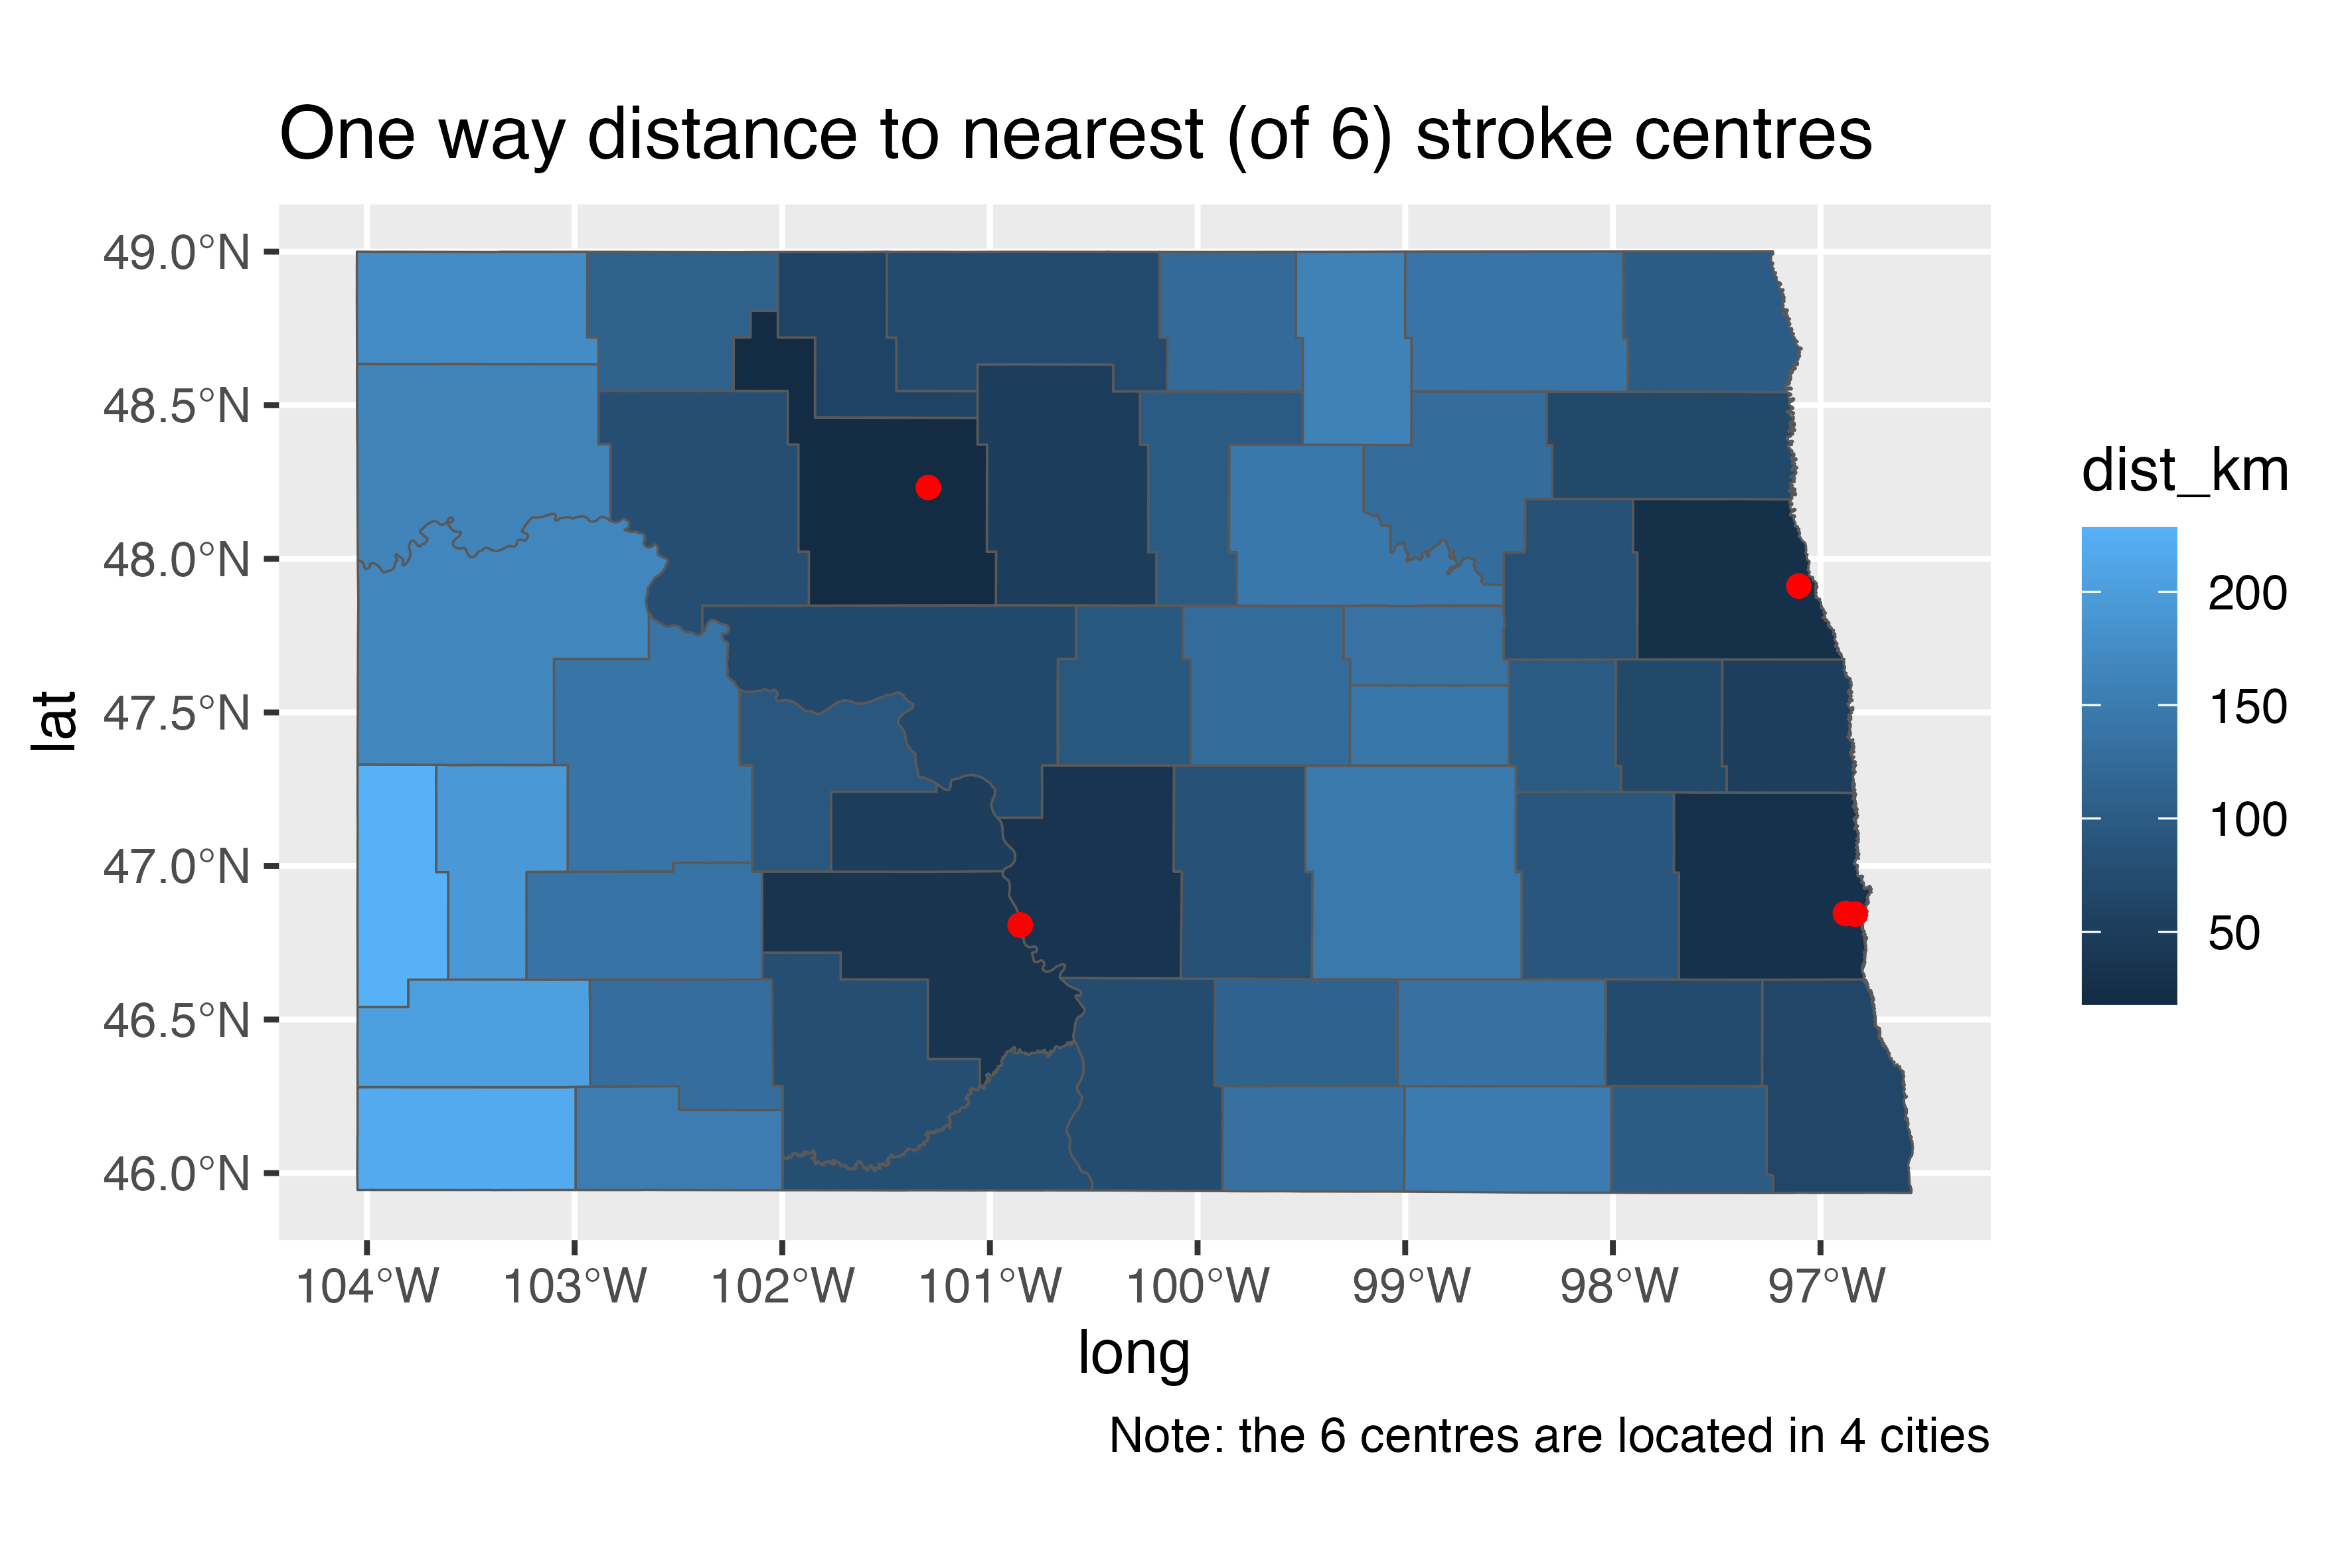 One way distance to nearest (of 6) stroke centres
49.0°N
48.5°N
48.0°N
47.5°N
47.0°N
46.5°N
46.0°N
lat
104°W 103°W 102°W 101°W 100°W 99°W 98°W 97°W
long
dist_km
200
150
100
50
Note: the 6 centres are located in 4 cities